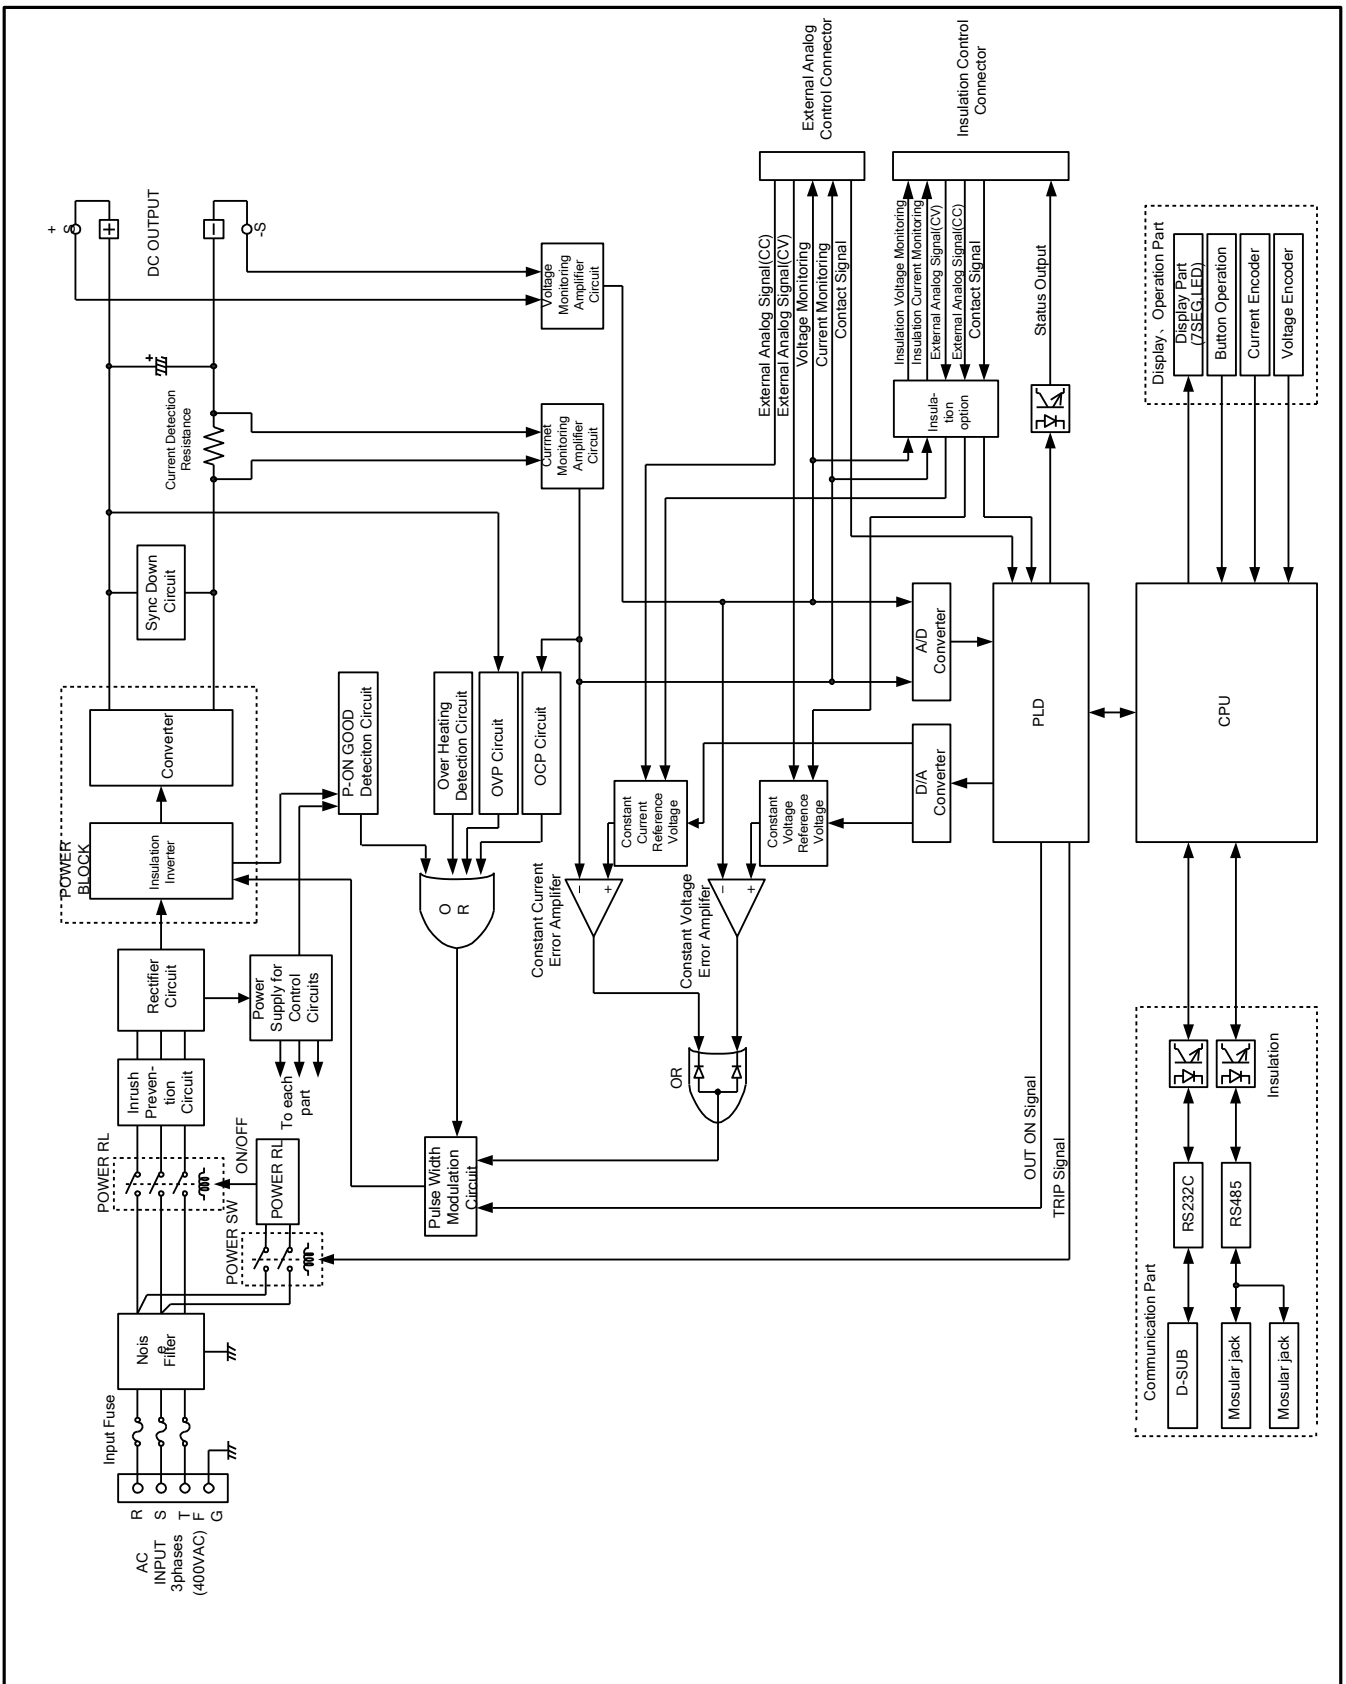 AC
INPUT
3phases
(400VAC)
R
S
T
F
G
Input Fuse
Nois
e
Filter
POWER SW
POWER RL
ON/OFF
POWER RL
Inrush
Preven-
tion
Circuit
To each
part
Rectifier
Circuit
Power
Supply for
Control
Circuits
POWER
BLOCK
Insulation
Inverter
Converter
Sync Down
Circuit
Current Detection
Resistance
+
DC OUTPUT
+
S
+
−
-S
P-ON GOOD
Deteciton Circuit
Over Heating
Detection Circuit
OVP Circuit
OCP Circuit
O
R
Pulse Width
Modulation
Circuit
Voltage
Monitoring
Amplifier
Circuit
Curmet
Monitoring
Amplifier
Circuit
Constant Current
Error Amplifer
−
+
Constant Voltage
Error Amplifer
−
+
OR
Constant
Current
Reference
Voltage
Constant
Voltage
Reference
Voltage
External Analog
Control Connector
External Analog Signal(CC)
External Analog Signal(CV)
Voltage Monitoring
Current Monitoring
Contact Signal
Insulation Control
Connector
Insulation Voltage Monitoring
Insulation Current Monitoring
External Analog Signal(CV)
External Analog Signal(CC)
Contact Signal
Status Output
Insula-
tion
option
A/D
Converter
D/A
Converter
PLD
CPU
OUT ON Signal
TRIP Signal
Display、Operation Part
Display Part
(7SEG,LED)
Button Operation
Current Encoder
Voltage Encoder
Communication Part
Insulation
RS232C
RS485
D-SUB
Mosular jack
Mosular jack